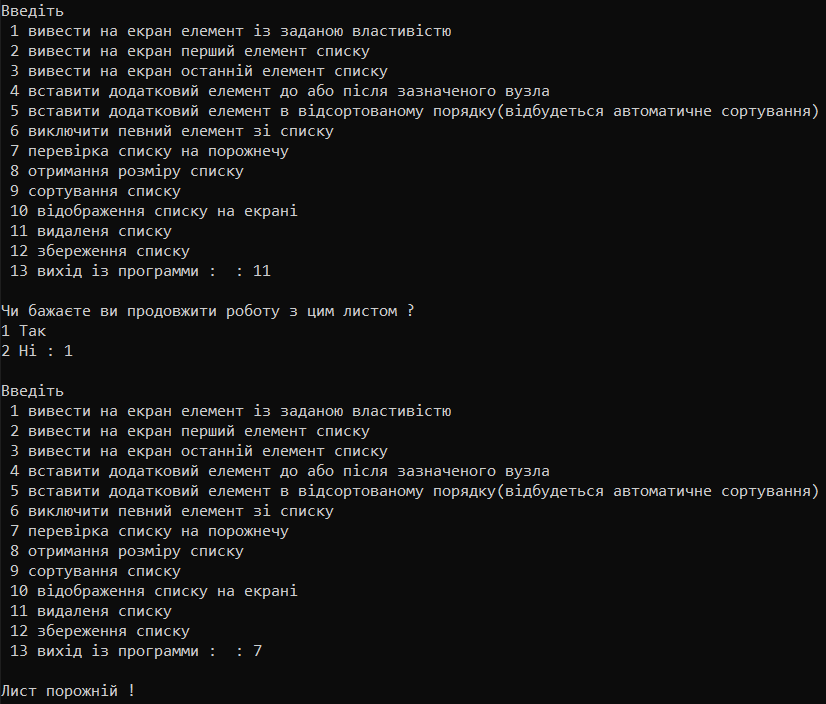 Введіть
1 вивести на екран елемент із заданою властивістю
2 вивести на екран перший елемент списку
3 вивести на екран останній елемент списку
4 вставити додатковий елемент до або після зазначеного вузла
5 вставити додатковий елемент в відсортованому порядку(відбудеться автоматичне сортування)
6 виключити певний елемент зі списку
7 перевірка списку на порожнечу
8 отримання розміру списку
9 сортування списку
10 відображення списку на екрані
11 видаленя списку
12 збереження списку
13 вихід із программи :  : 11
Чи бажаєте ви продовжити роботу з цим листом ?
1 Так
2 Ні : 1
Введіть
1 вивести на екран елемент із заданою властивістю
2 вивести на екран перший елемент списку
3 вивести на екран останній елемент списку
4 вставити додатковий елемент до або після зазначеного вузла
5 вставити додатковий елемент в відсортованому порядку(відбудеться автоматичне сортування)
6 виключити певний елемент зі списку
7 перевірка списку на порожнечу
8 отримання розміру списку
9 сортування списку
10 відображення списку на екрані
11 видаленя списку
12 збереження списку
13 вихід із программи :  : 7
Лист порожній !